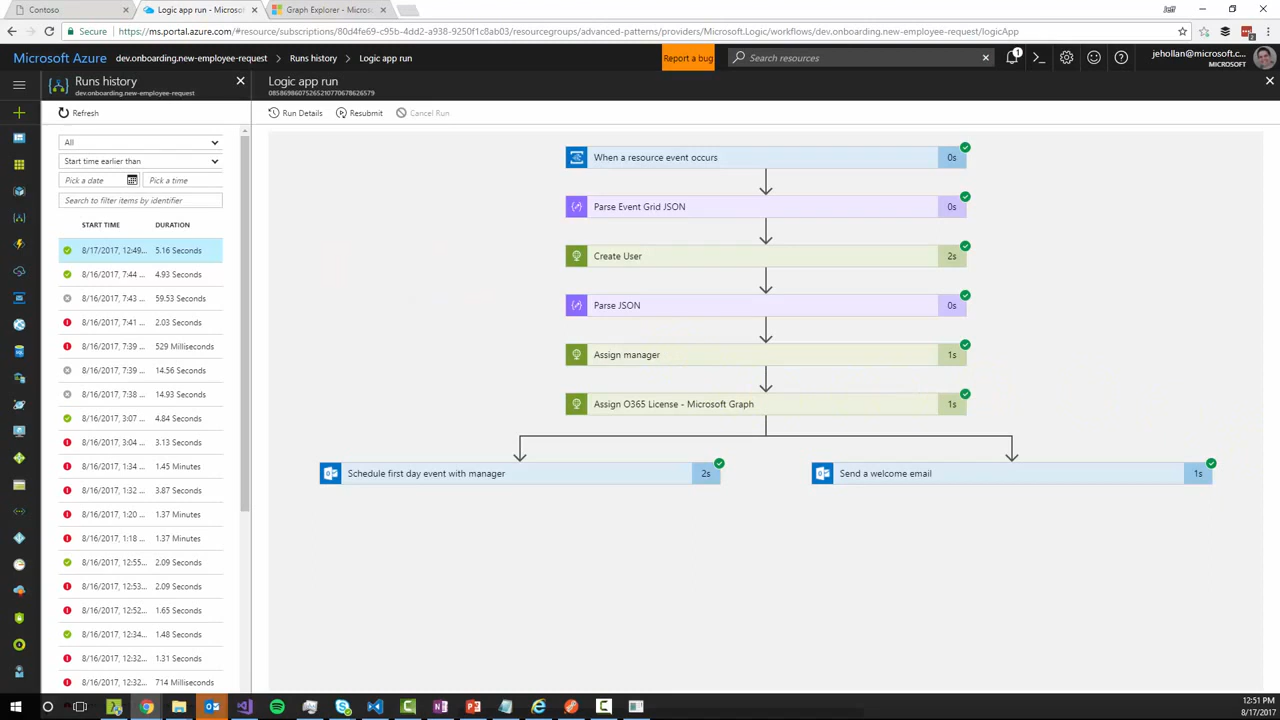 Contoso
Logic app run - Microsof
Graph Explorer - Micros
Jeff
Secure
https://ms.portal.azure.com/#resource/subscriptions/80d4fe69-c95b-4dd2-a938-9250f1c8ab03/resourcegroups/advanced-patterns/providers/Microsoft.Logic/workflows/dev.onboarding.new-employee-request/logicApp
Microsoft Azure
dev.onboarding.new-employee-request
Runs history
Logic app run
Report a bug
Search resources
1
jehollan@microsoft.c...
MICROSOFT
Runs history
dev.onboarding.new-employee-request
Logic app run
Refresh
Run Details
Resubmit
Cancel Run
All
Start time earlier than
Pick a date
Pick a time
Search to filter items by identifier
START TIME DURATION
8/17/2017, 12:49... 5.16 Seconds
8/16/2017, 7:44 ... 4.93 Seconds
8/16/2017, 7:43 ... 59.53 Seconds
8/16/2017, 7:41 ... 2.03 Seconds
8/16/2017, 7:39 ... 529 Milliseconds
8/16/2017, 7:39 ... 14.56 Seconds
8/16/2017, 7:38 ... 14.93 Seconds
8/16/2017, 3:07 ... 4.84 Seconds
8/16/2017, 3:04 ... 3.13 Seconds
8/16/2017, 1:34 ... 1.45 Minutes
8/16/2017, 1:32 ... 3.87 Seconds
8/16/2017, 1:20 ... 1.37 Minutes
8/16/2017, 1:18 ... 1.37 Minutes
8/16/2017, 12:55... 2.09 Seconds
8/16/2017, 12:53... 2.09 Seconds
8/16/2017, 12:52... 1.65 Seconds
8/16/2017, 12:34... 1.48 Seconds
8/16/2017, 12:32... 1.31 Seconds
8/16/2017, 12:32... 714 Milliseconds
When a resource event occurs 0s
Parse Event Grid JSON 0s
Create User 2s
Parse JSON 0s
Assign manager 1s
Assign O365 License - Microsoft Graph 1s
Schedule first day event with manager 2s
Send a welcome email 1s
12:51 PM
8/17/2017